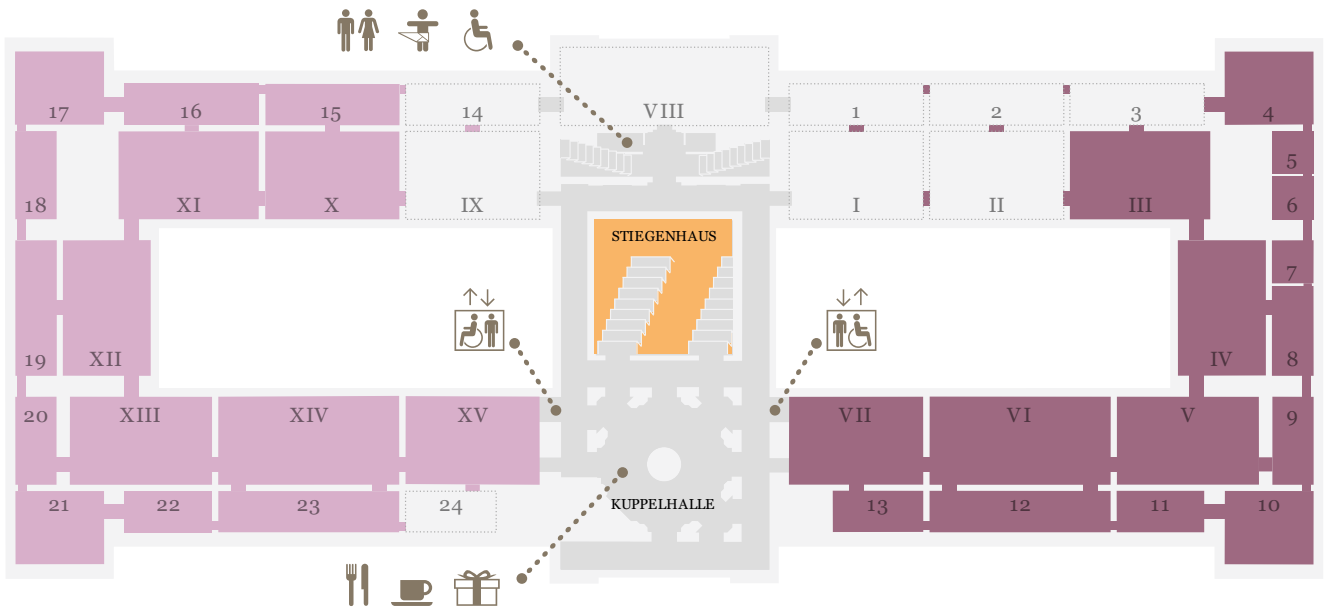 17 16 15 14 VIII 1 2 3 4
5
18 XI X IX I II III 6
STIEGENHAUS
7
19 XII IV 8
20 XIII XIV XV VII VI V 9
21 22 23 24 KUPPELHALLE 13 12 11 10